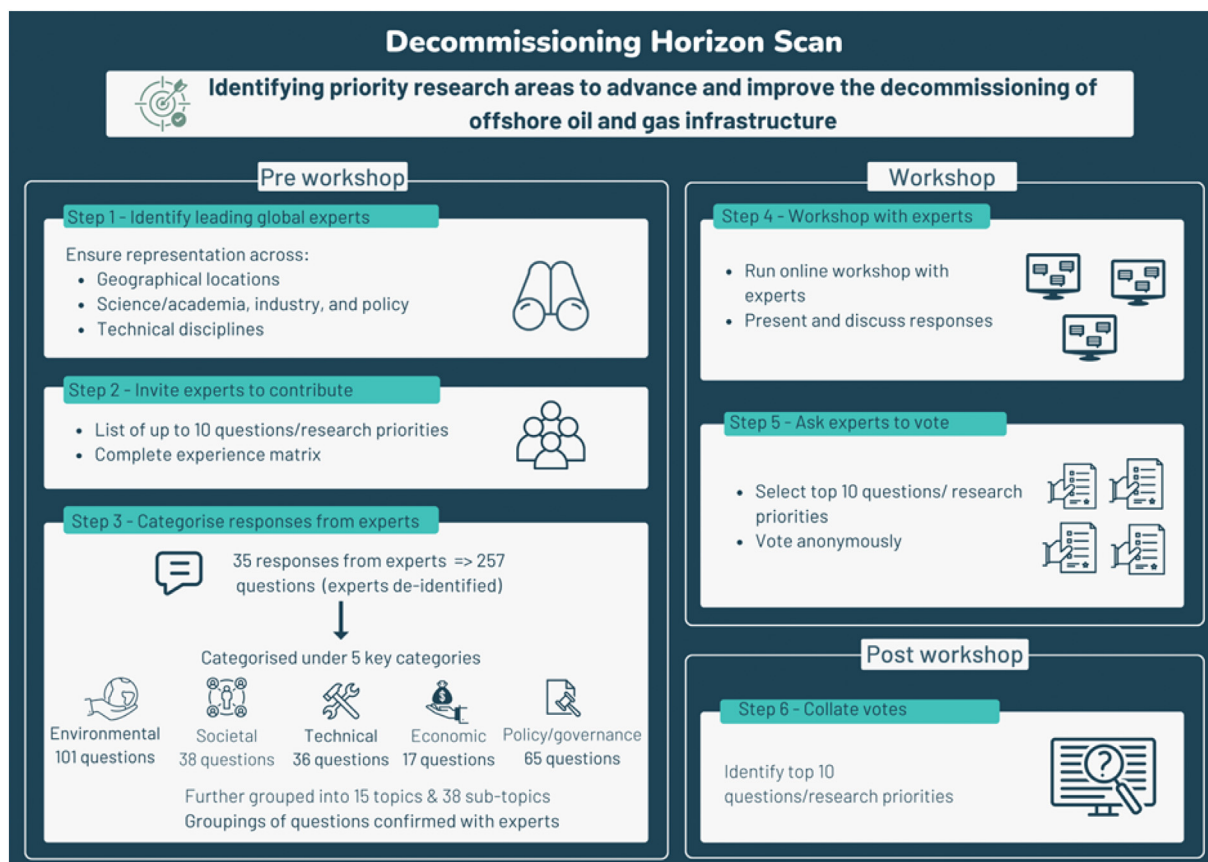 Decommissioning Horizon Scan
Identifying priority research areas to advance and improve the decommissioning of
offshore oil and gas infrastructure
Pre workshop
Step 1 - Identify leading global experts
Ensure representation across:
• Geographical locations
• Science/academia, industry, and policy
• Technical disciplines
Step 2 - Invite experts to contribute
• List of up to 10 questions/research priorities
• Complete experience matrix
Step 3 - Categorise responses from experts
35 responses from experts => 257
questions (experts de-identified)
Categorised under 5 key categories
Environmental
101 questions
Societal
38 questions
Technical
36 questions
$
Economic
17 questions
Policy/governance
65 questions
Further grouped into 15 topics & 38 sub-topics
Groupings of questions confirmed with experts
Workshop
Step 4 - Workshop with experts
• Run online workshop with
experts
• Present and discuss responses
Step 5 - Ask experts to vote
• Select top 10 questions/ research
priorities
• Vote anonymously
Post workshop
Step 6 - Collate votes
Identify top 10
questions/research priorities
?